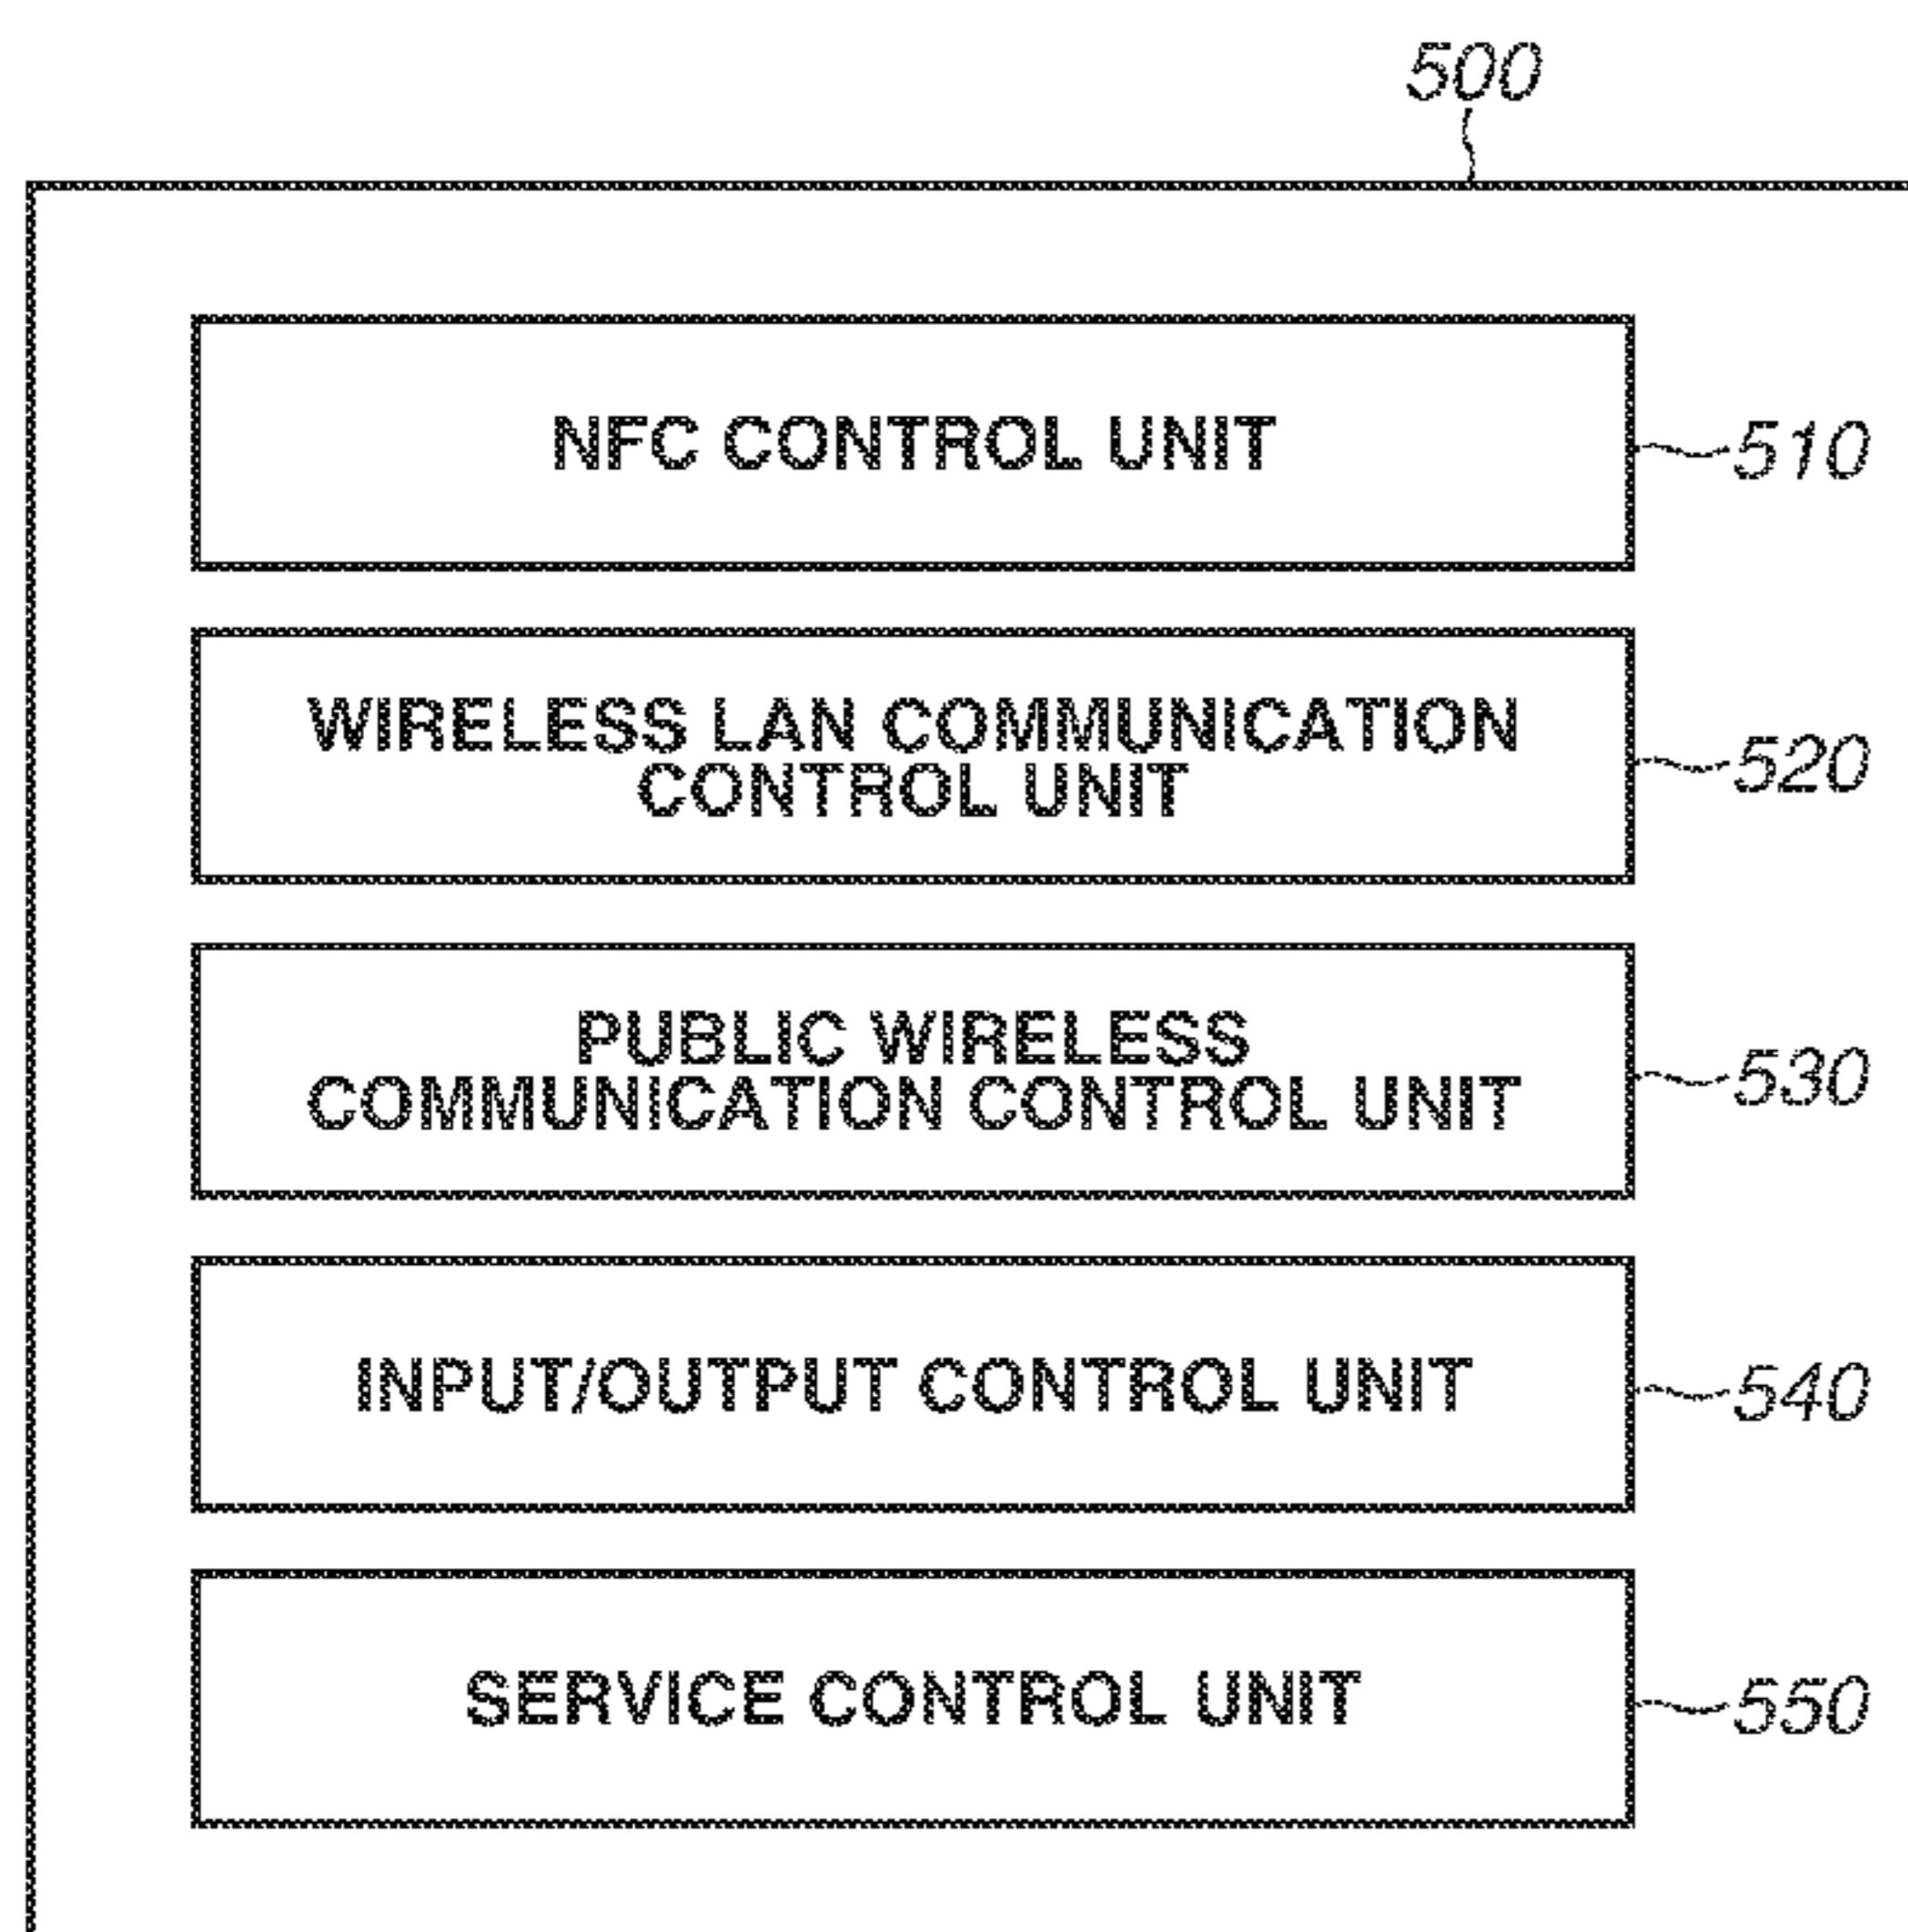 500
NFC CONTROL UNIT
510
WIRELESS LAN COMMUNICATION
CONTROL UNIT
520
PUBLIC WIRELESS
COMMUNICATION CONTROL UNIT
530
INPUT/OUTPUT CONTROL UNIT
540
SERVICE CONTROL UNIT
550